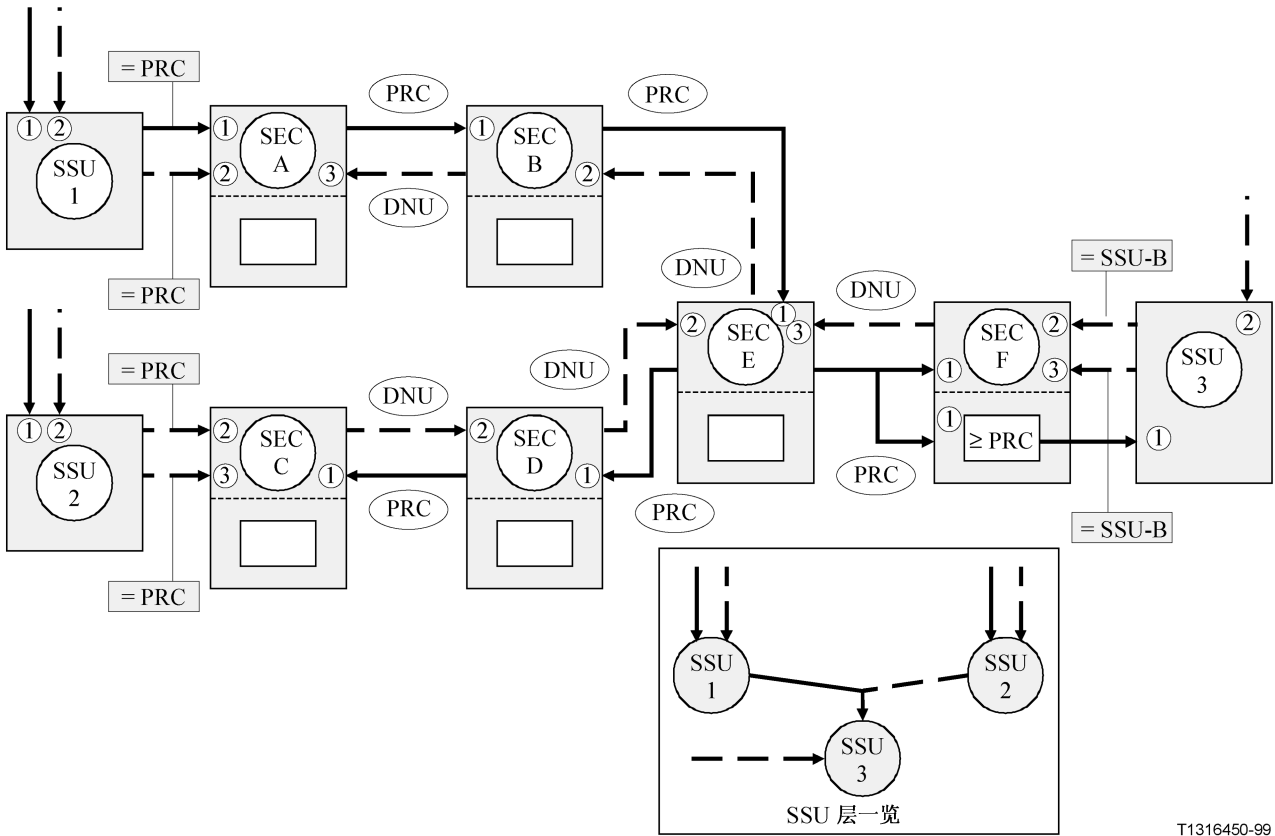 = PRC
PRC
PRC
① ②
SSU
1
①
SEC
A
②
③
①
SEC
B
②
DNU
= PRC
DNU
= SSU-B
DNU
①
②
SEC
E
③
②
SEC
F
①
③
②
SSU
3
①
①
≥ PRC
= PRC
DNU
DNU
① ②
SSU
2
②
SEC
C
③
①
②
SEC
D
①
PRC
PRC
PRC
= SSU-B
= PRC
SSU
1
SSU
2
SSU
3
SSU 层一览
T1316450-99